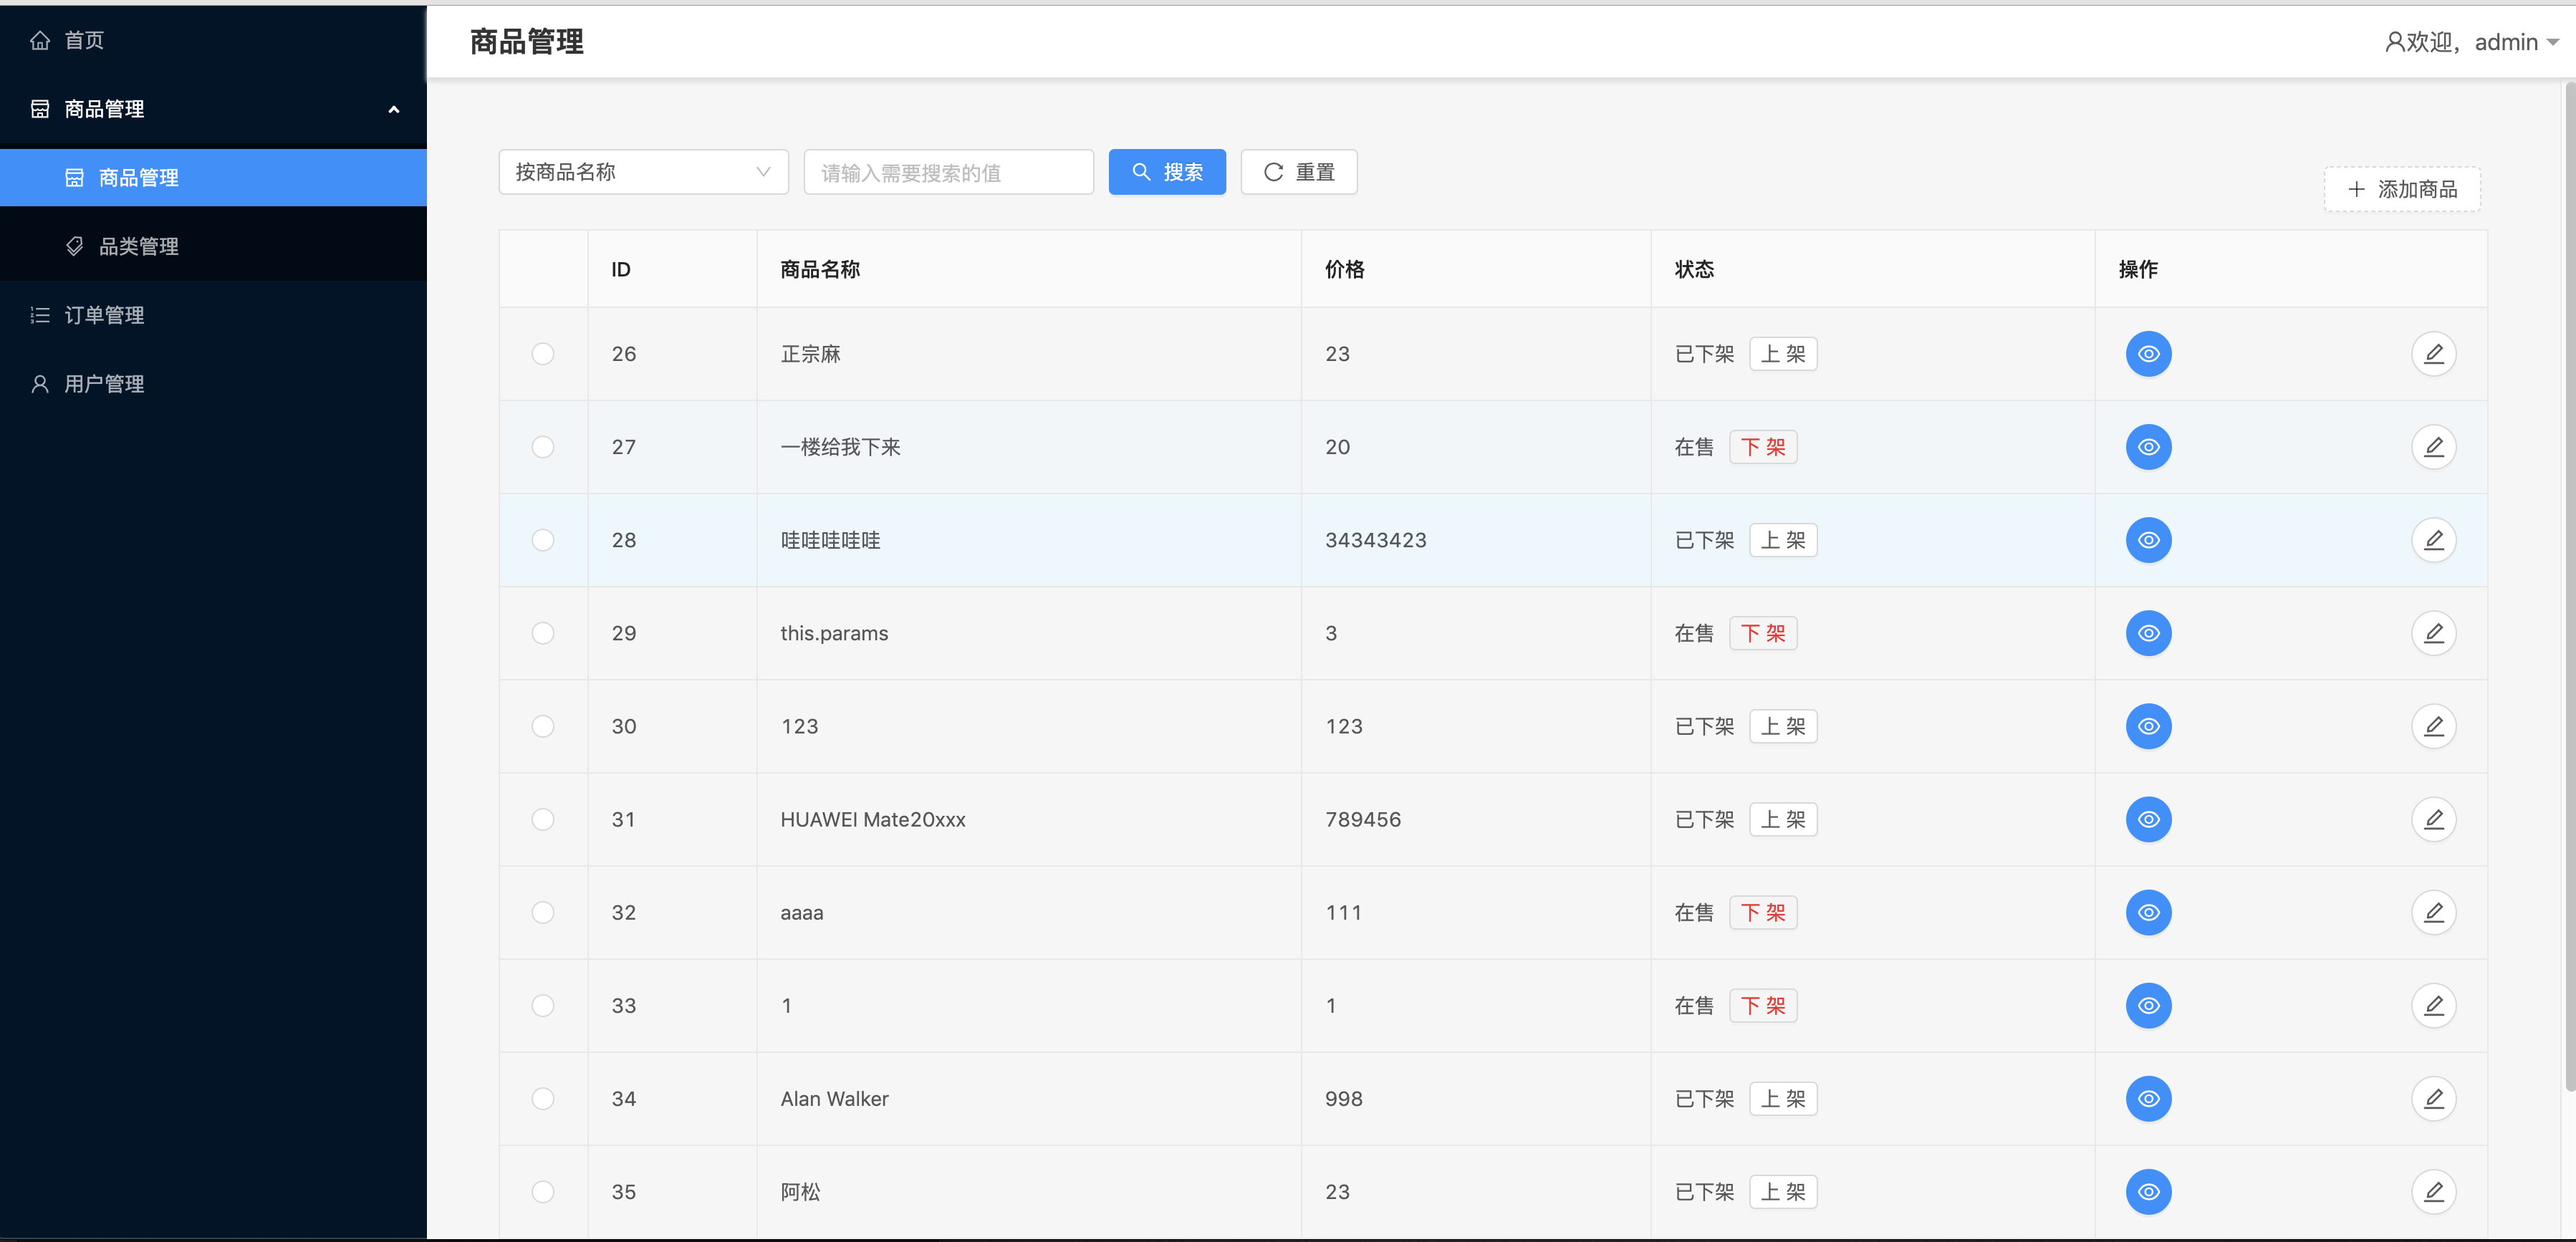 首页
商品管理
商品管理
品类管理
订单管理
用户管理
商品管理
欢迎，admin
按商品名称 请输入需要搜索的值 搜索 重置
添加商品
ID 商品名称 价格 状态 操作
26 正宗麻 23 已下架 上架
27 一楼给我下来 20 在售 下架
28 哇哇哇哇哇 34343423 已下架 上架
29 this.params 3 在售 下架
30 123 123 已下架 上架
31 HUAWEI Mate20xxx 789456 已下架 上架
32 aaaa 111 在售 下架
33 1 1 在售 下架
34 Alan Walker 998 已下架 上架
35 阿松 23 已下架 上架